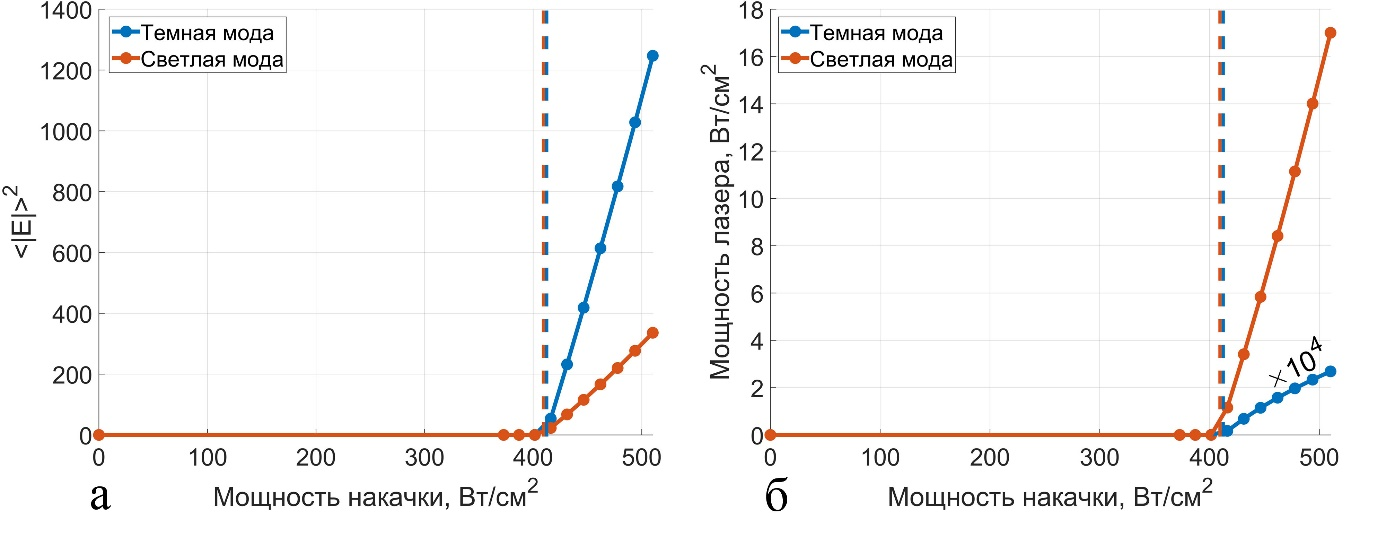 1400
1200
1000
800
600
400
200
0
<|E|>²
Темная мода
Светлая мода
0 100 200 300 400 500
Мощность накачки, Вт/см²
а
18
16
14
12
10
8
6
4
2
0
Мощность лазера, Вт/см²
Темная мода
Светлая мода
×10⁴
0 100 200 300 400 500
Мощность накачки, Вт/см²
б